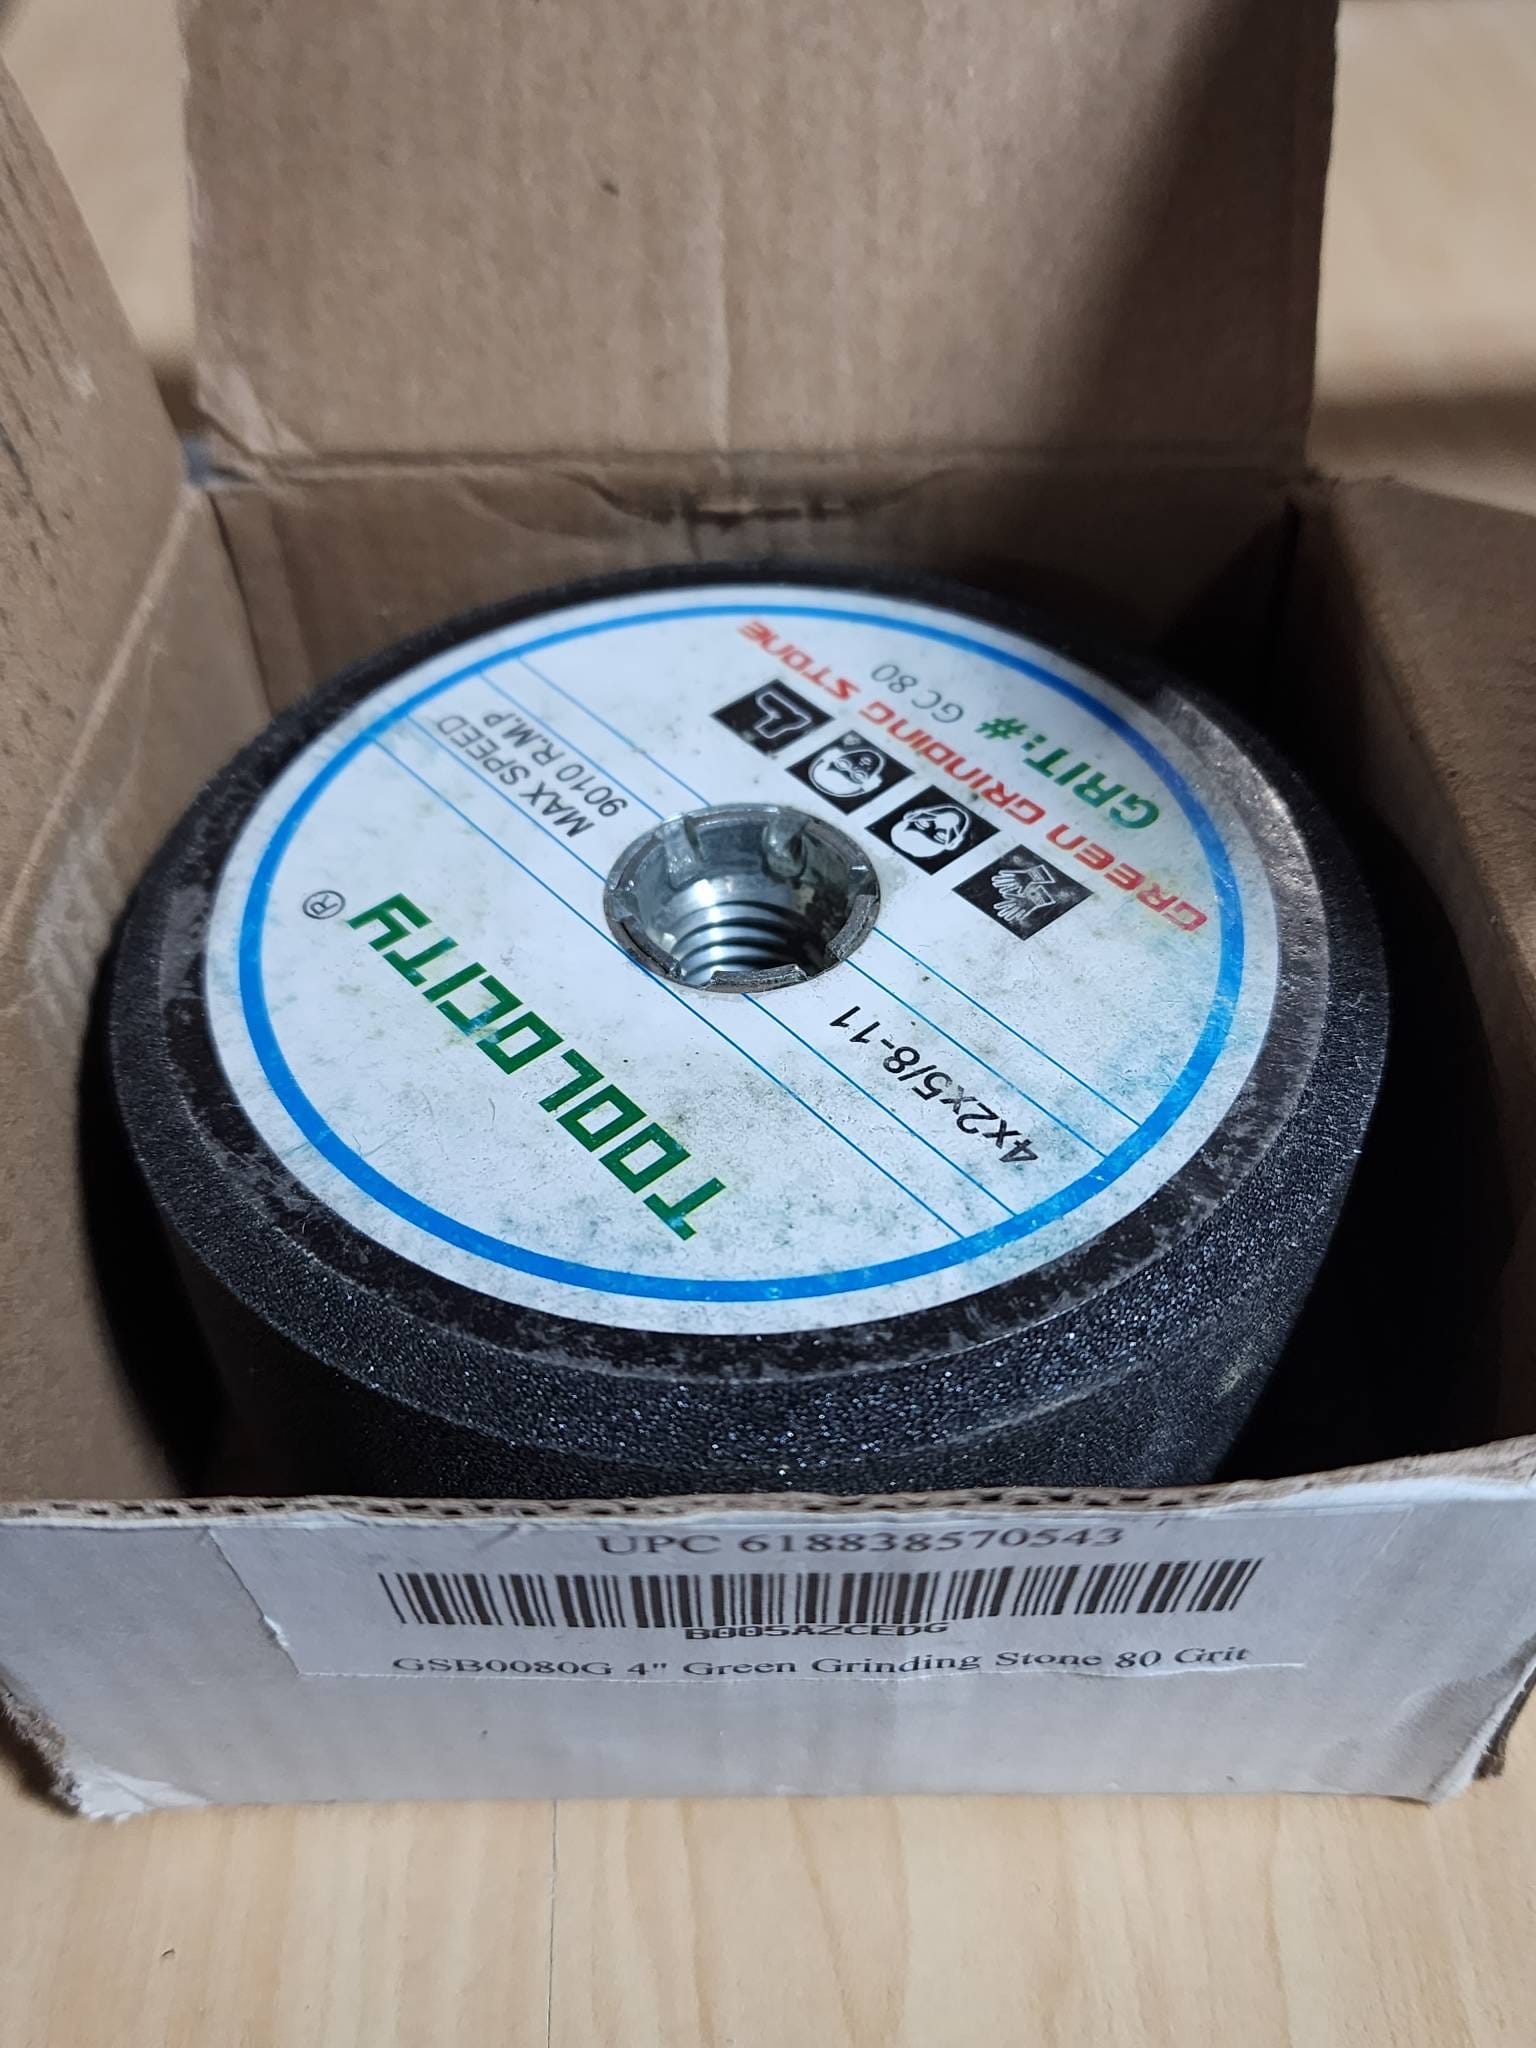 TOOLOCITY®
MAX SPEED
9010 R.M,P
4x2x5/8-11
GREEN GRINDING STONE
GRIT:# GC 80
UPC 618838570543
B005AZCEDG
GSB0080G 4" Green Grinding Stone 80 Grit